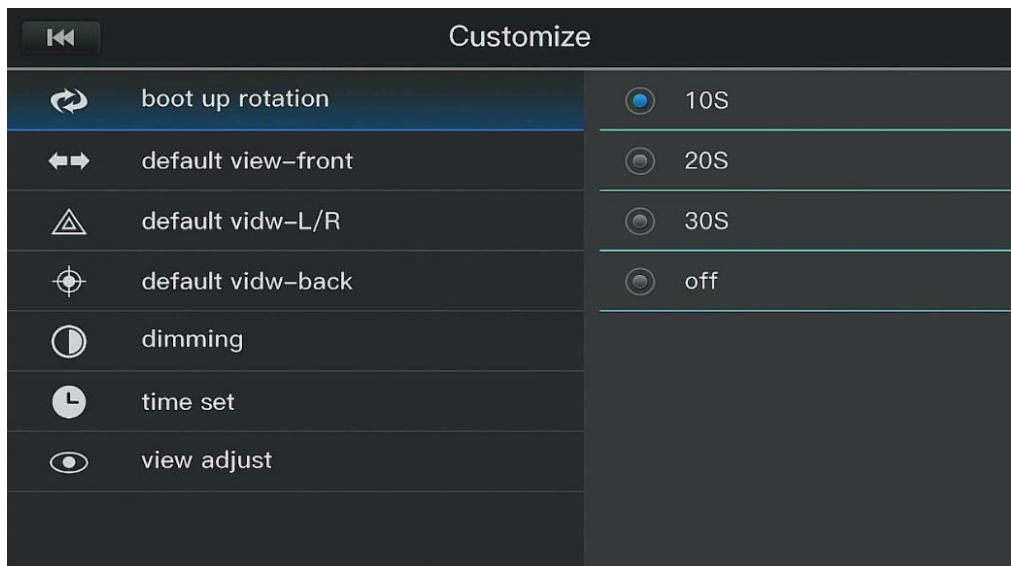 Customize
boot up rotation
default view-front
default vidw-L/R
default vidw-back
dimming
time set
view adjust
10S
20S
30S
off